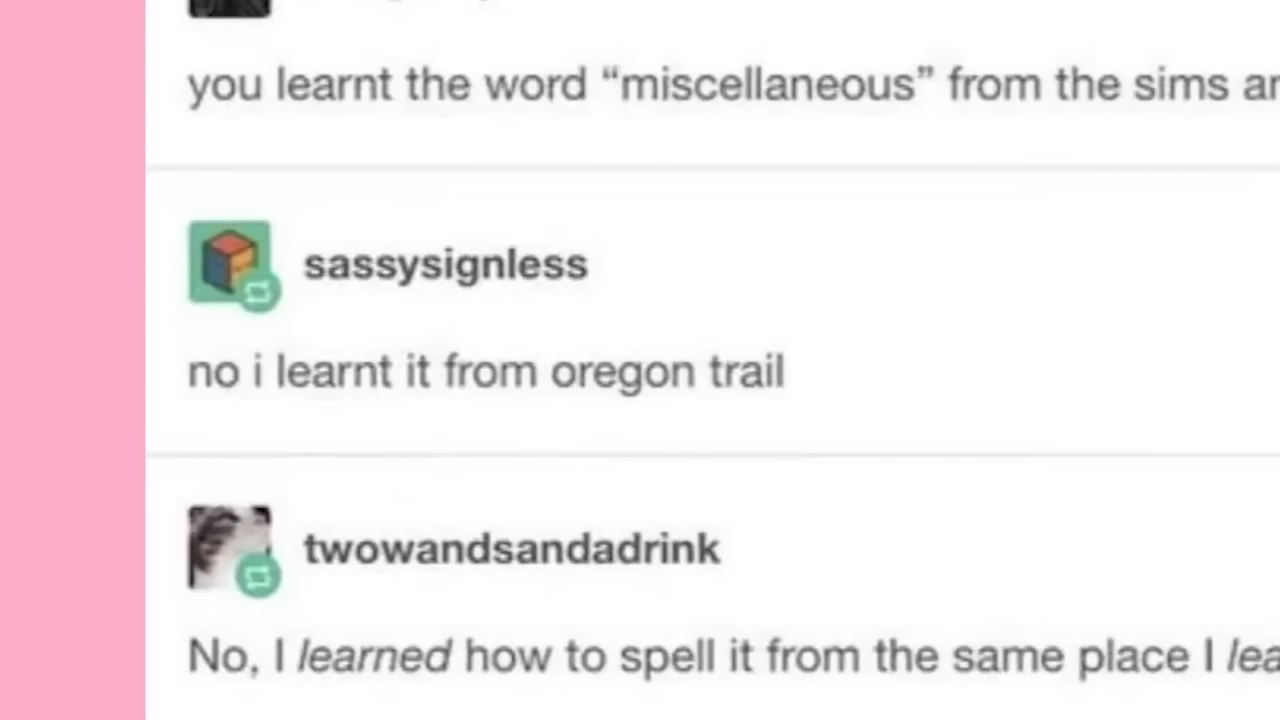 you learnt the word “miscellaneous” from the sims
sassysignless
no i learnt it from oregon trail
twowandsandadrink
No, I learned how to spell it from the same place I